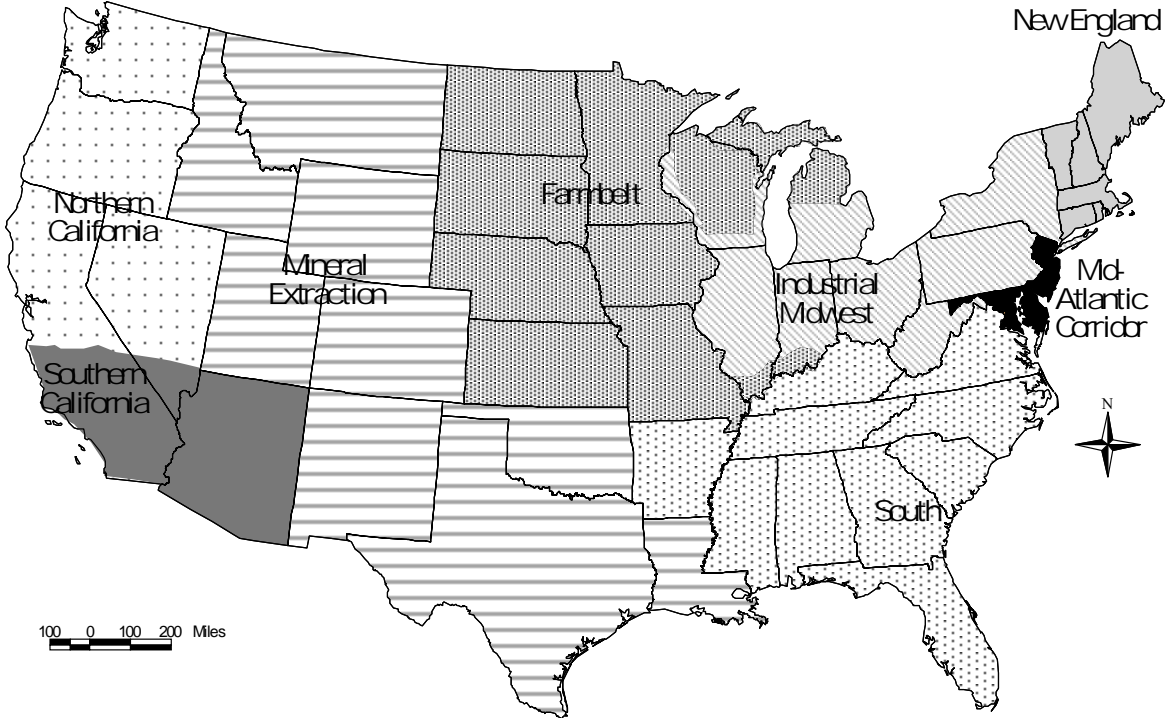 New England
Northern
California
Farmbelt
Mineral
Extraction
Industrial
Midwest
Mid-
Atlantic
Corridor
Southern
California
N
South
100 0 100 200 Miles